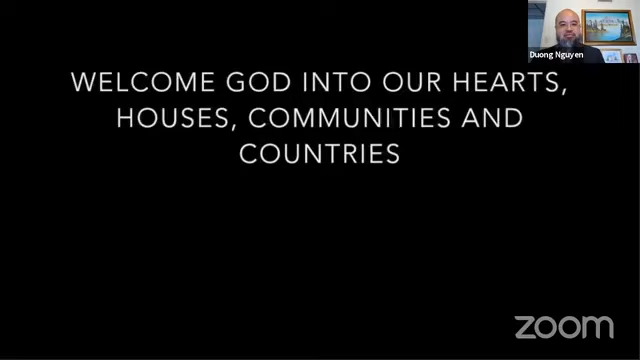 Duong Nguyen
WELCOME GOD INTO OUR HEARTS,
HOUSES, COMMUNITIES AND
COUNTRIES
zoom